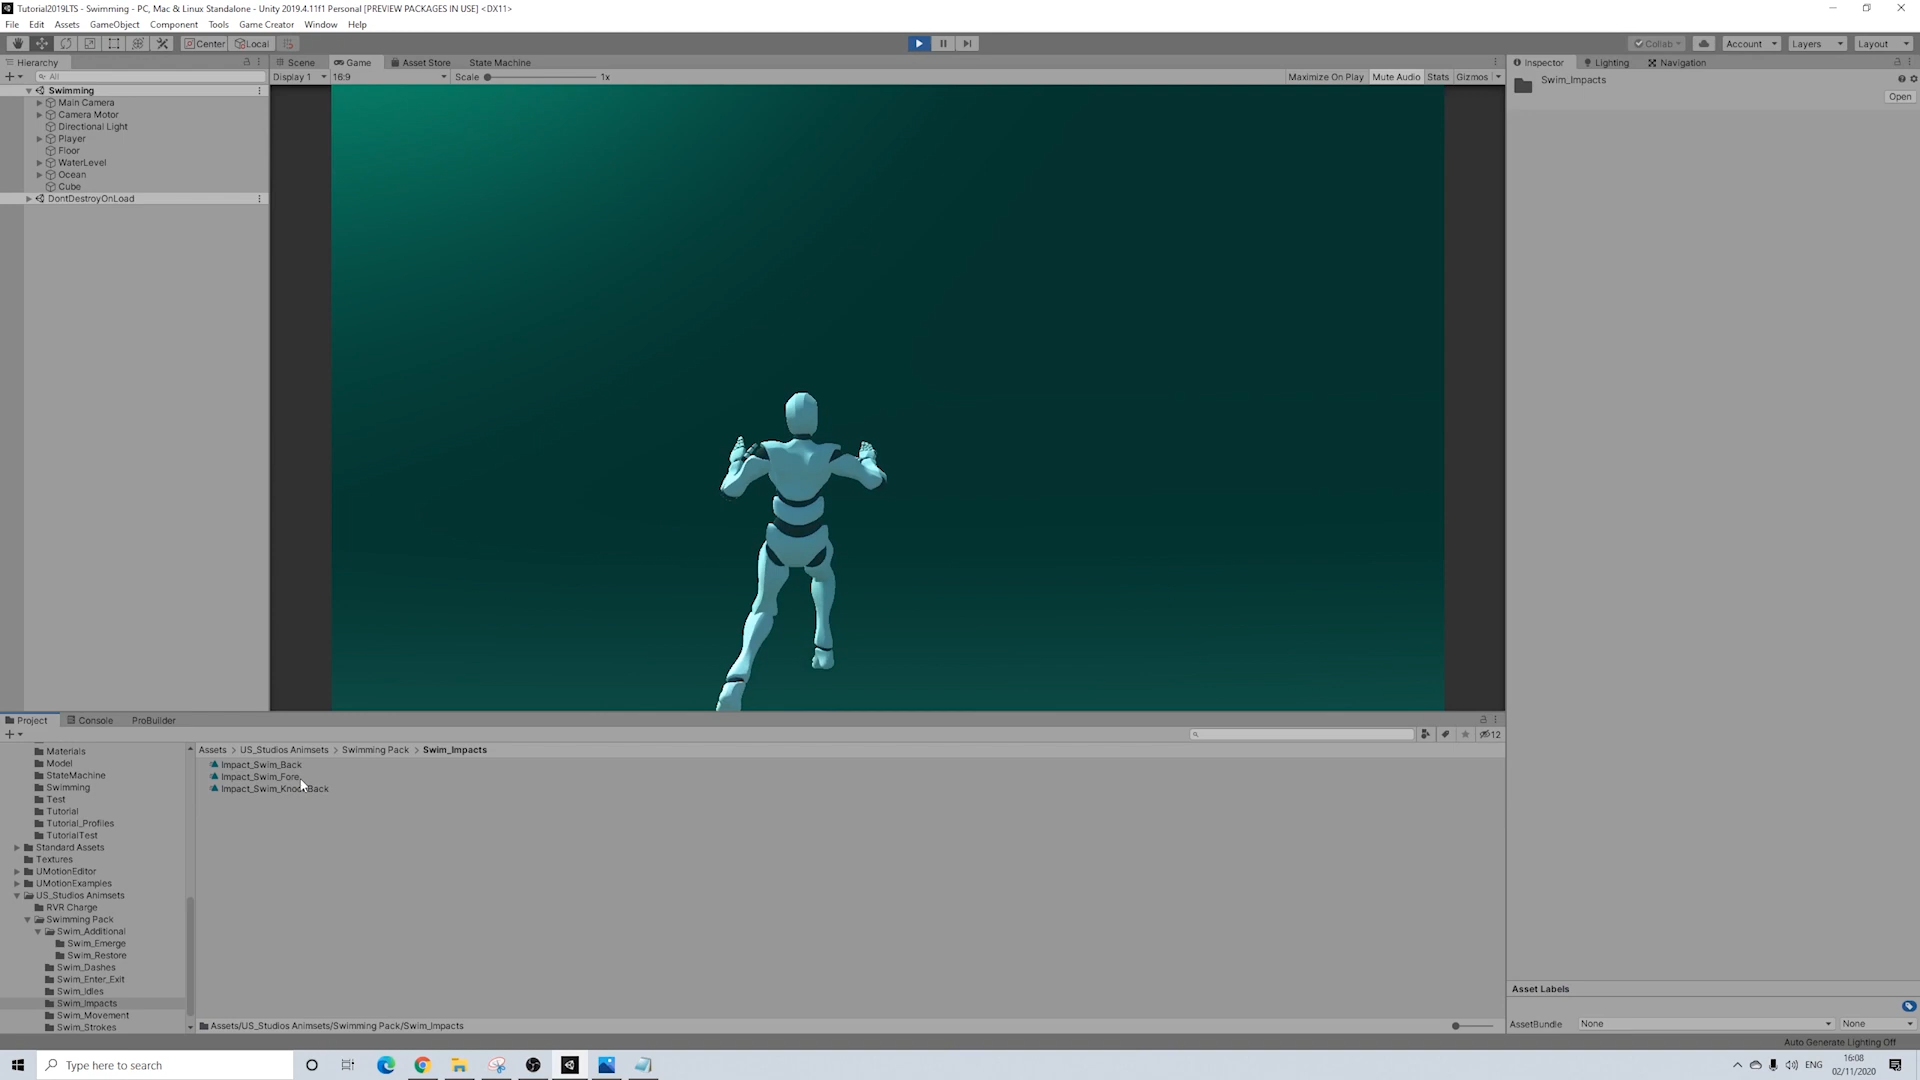 Tutorial2019LTS - Swimming - PC, Mac & Linux Standalone - Unity 2019.4.11f1 Personal [PREVIEW PACKAGES IN USE] <DX11>
File Edit Assets GameObject Component Tools Game Creator Window Help
Center Local Collab Account Layers Layout
Hierarchy Scene Game Asset Store State Machine Inspector Lighting Navigation
All Display 1 16:9 Scale 1x Maximize On Play Mute Audio Stats Gizmos Swim_Impacts
Open
Swimming
Main Camera
Camera Motor
Directional Light
Player
Floor
WaterLevel
Ocean
Cube
DontDestroyOnLoad
Project Console ProBuilder
12
Assets > US_Studios Animsets > Swimming Pack > Swim_Impacts
Impact_Swim_Back
Impact_Swim_Fore
Impact_Swim_KnockBack
Materials
Model
StateMachine
Swimming
Test
Tutorial
Tutorial_Profiles
TutorialTest
Standard Assets
Textures
UMotionEditor
UMotionExamples
US_Studios Animsets
RVR Charge
Swimming Pack
Swim_Additional
Swim_Emerge
Swim_Restore
Swim_Dashes
Swim_Enter_Exit
Swim_Idles
Swim_Impacts
Swim_Movement
Swim_Strokes
Assets/US_Studios Animsets/Swimming Pack/Swim_Impacts
Asset Labels
AssetBundle None None
Auto Generate Lighting Off
Type here to search
ENG
16:08
02/11/2020